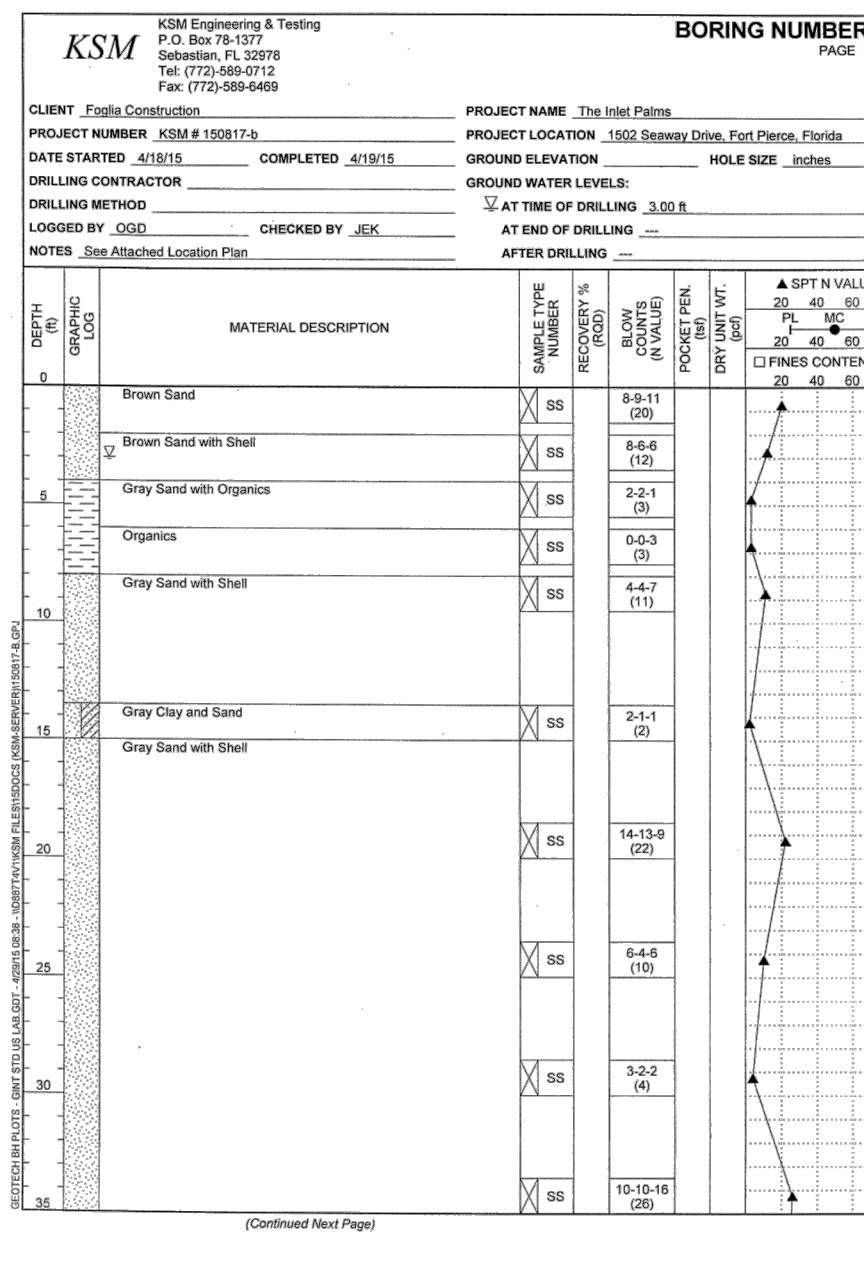 KSM
KSM Engineering & Testing
P.O. Box 78-1377
Sebastian, FL 32978
Tel: (772)-589-0712
Fax: (772)-589-6469
BORING NUMBER
PAGE
CLIENT Foglia Construction
PROJECT NAME The Inlet Palms
PROJECT NUMBER KSM # 150817-b
PROJECT LOCATION 1502 Seaway Drive, Fort Pierce, Florida
DATE STARTED 4/18/15 COMPLETED 4/19/15
GROUND ELEVATION HOLE SIZE inches
DRILLING CONTRACTOR
GROUND WATER LEVELS:
DRILLING METHOD
AT TIME OF DRILLING 3.00 ft
LOGGED BY OGD CHECKED BY JEK
AT END OF DRILLING ---
NOTES See Attached Location Plan
AFTER DRILLING ---
DEPTH
(ft)
GRAPHIC
LOG
MATERIAL DESCRIPTION
SAMPLE TYPE
NUMBER
RECOVERY %
(RQD)
BLOW
COUNTS
(N VALUE)
POCKET PEN.
(tsf)
DRY UNIT WT.
(pcf)
▲ SPT N VALU
20 40 60
PL MC
20 40 60
□ FINES CONTEN
20 40 60
0
Brown Sand
SS
8-9-11
(20)
Brown Sand with Shell
SS
8-6-6
(12)
5
Gray Sand with Organics
SS
2-2-1
(3)
Organics
SS
0-0-3
(3)
Gray Sand with Shell
SS
4-4-7
(11)
10
Gray Clay and Sand
SS
2-1-1
(2)
15
Gray Sand with Shell
SS
14-13-9
(22)
20
SS
6-4-6
(10)
25
SS
3-2-2
(4)
30
SS
10-10-16
(26)
35
(Continued Next Page)
GEOTECH BH PLOTS - GINT STD US LAB.GDT - 4/29/15 08:38 - \\D887T4V1\KSM FILES\15DOCS (KSM-SERVER)\150817-B.GPJ